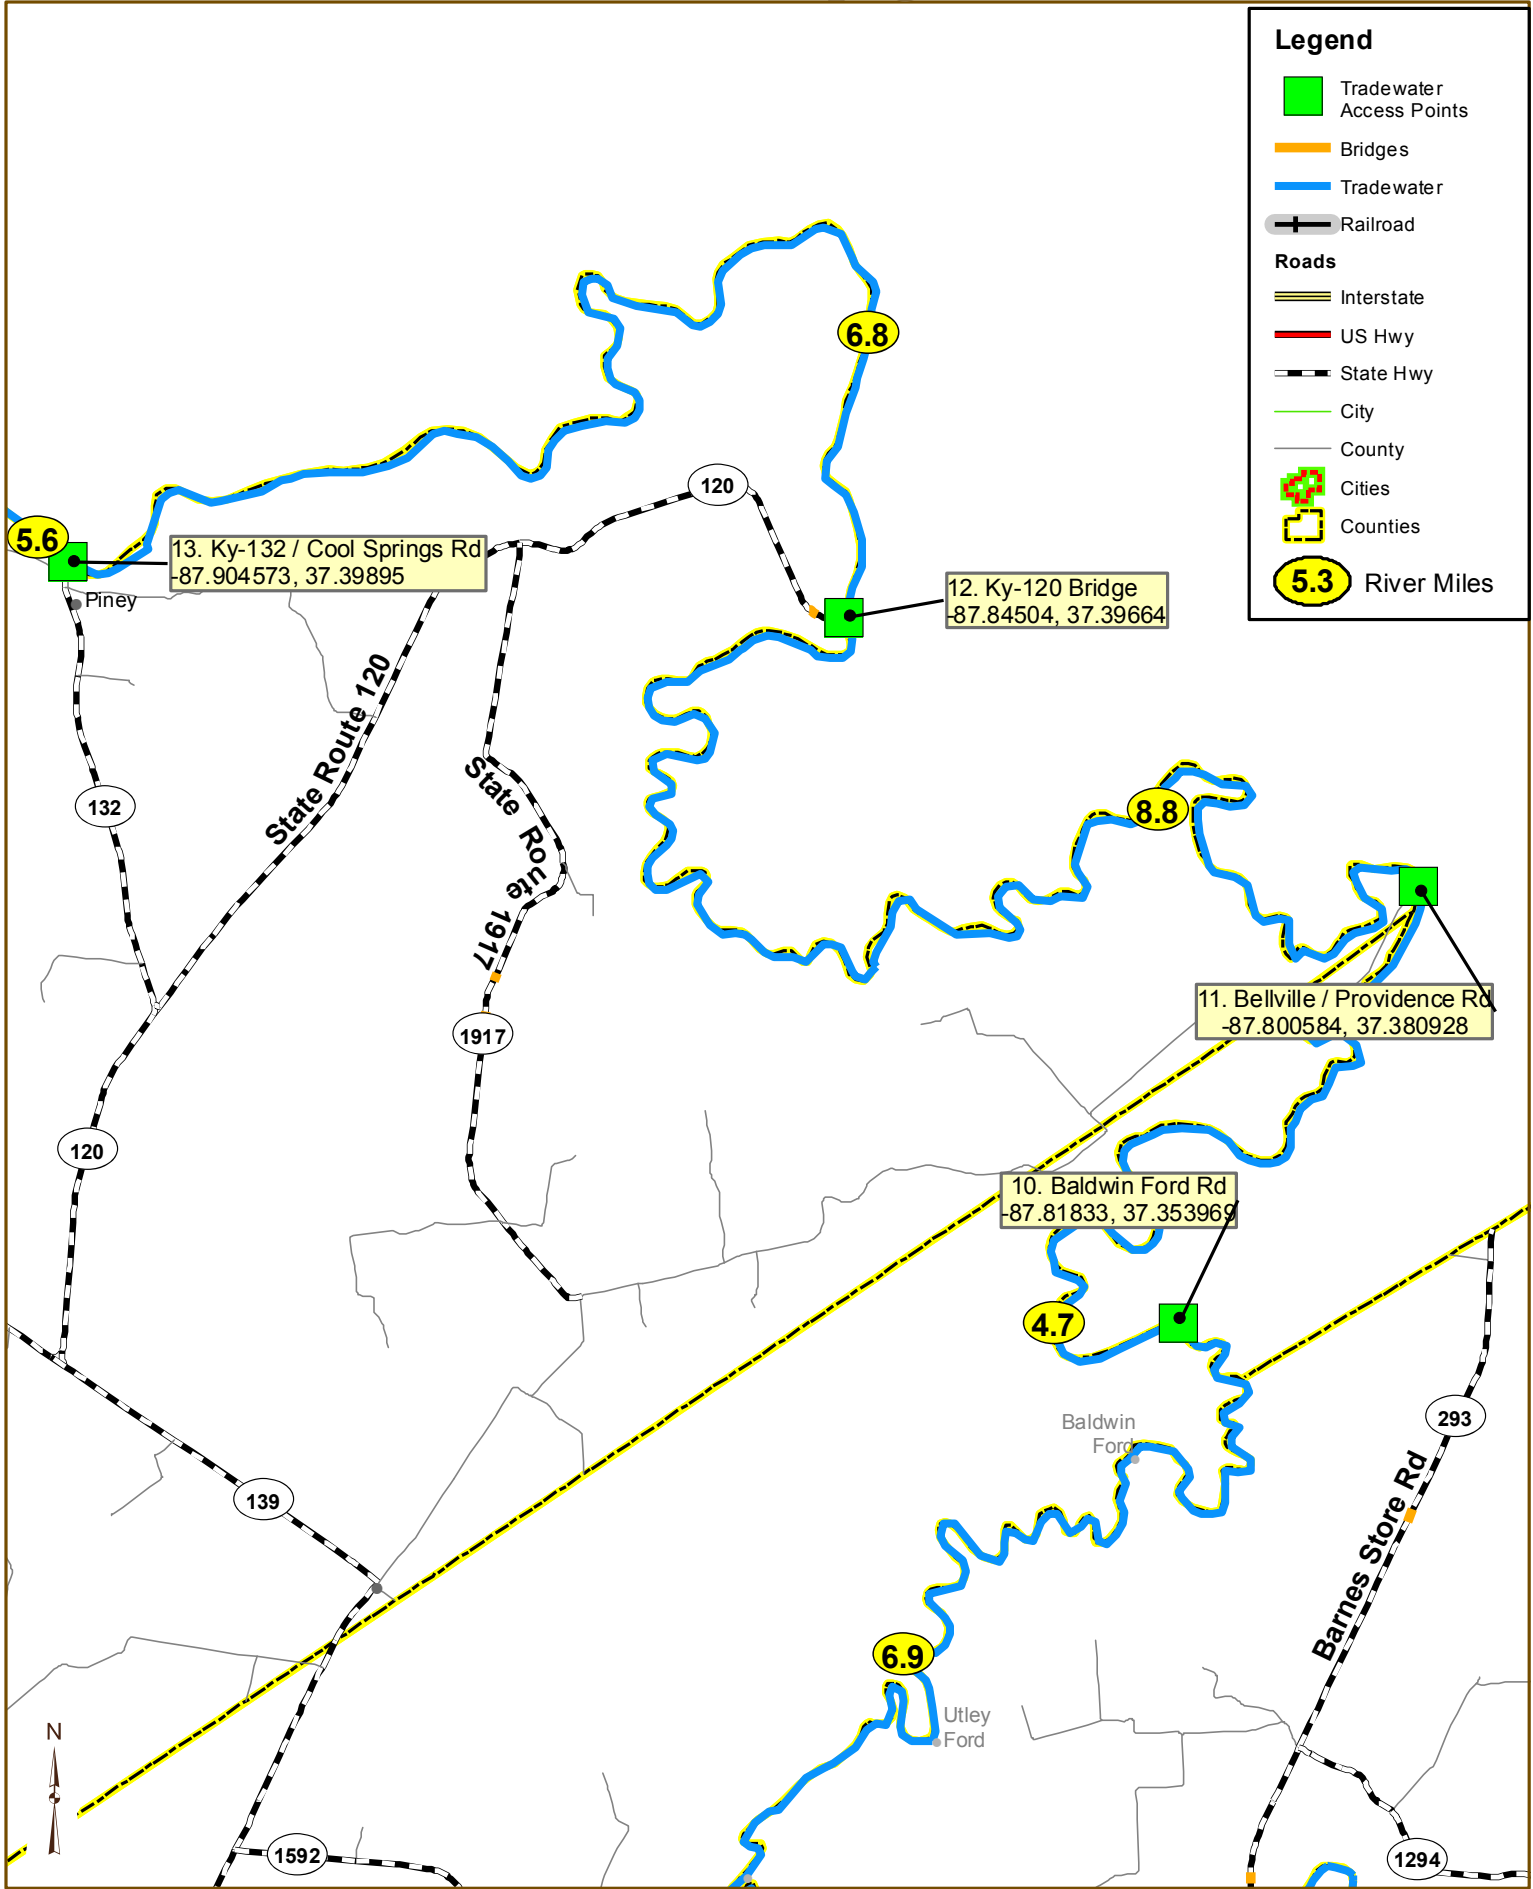 Legend
Tradewater
Access Points
Bridges
Tradewater
Railroad
Roads
Interstate
US Hwy
State Hwy
City
County
Cities
Counties
5.3 River Miles
6.8
120
5.6
13. Ky-132 / Cool Springs Rd
-87.904573, 37.39895
Piney
12. Ky-120 Bridge
-87.84504, 37.39664
State Route 120
132
State Route 1917
8.8
11. Bellville / Providence Rd
-87.800584, 37.380928
1917
120
10. Baldwin Ford Rd
-87.81833, 37.353969
4.7
293
Baldwin
Ford
139
Barnes Store Rd
6.9
Utley
Ford
N
1592
1294